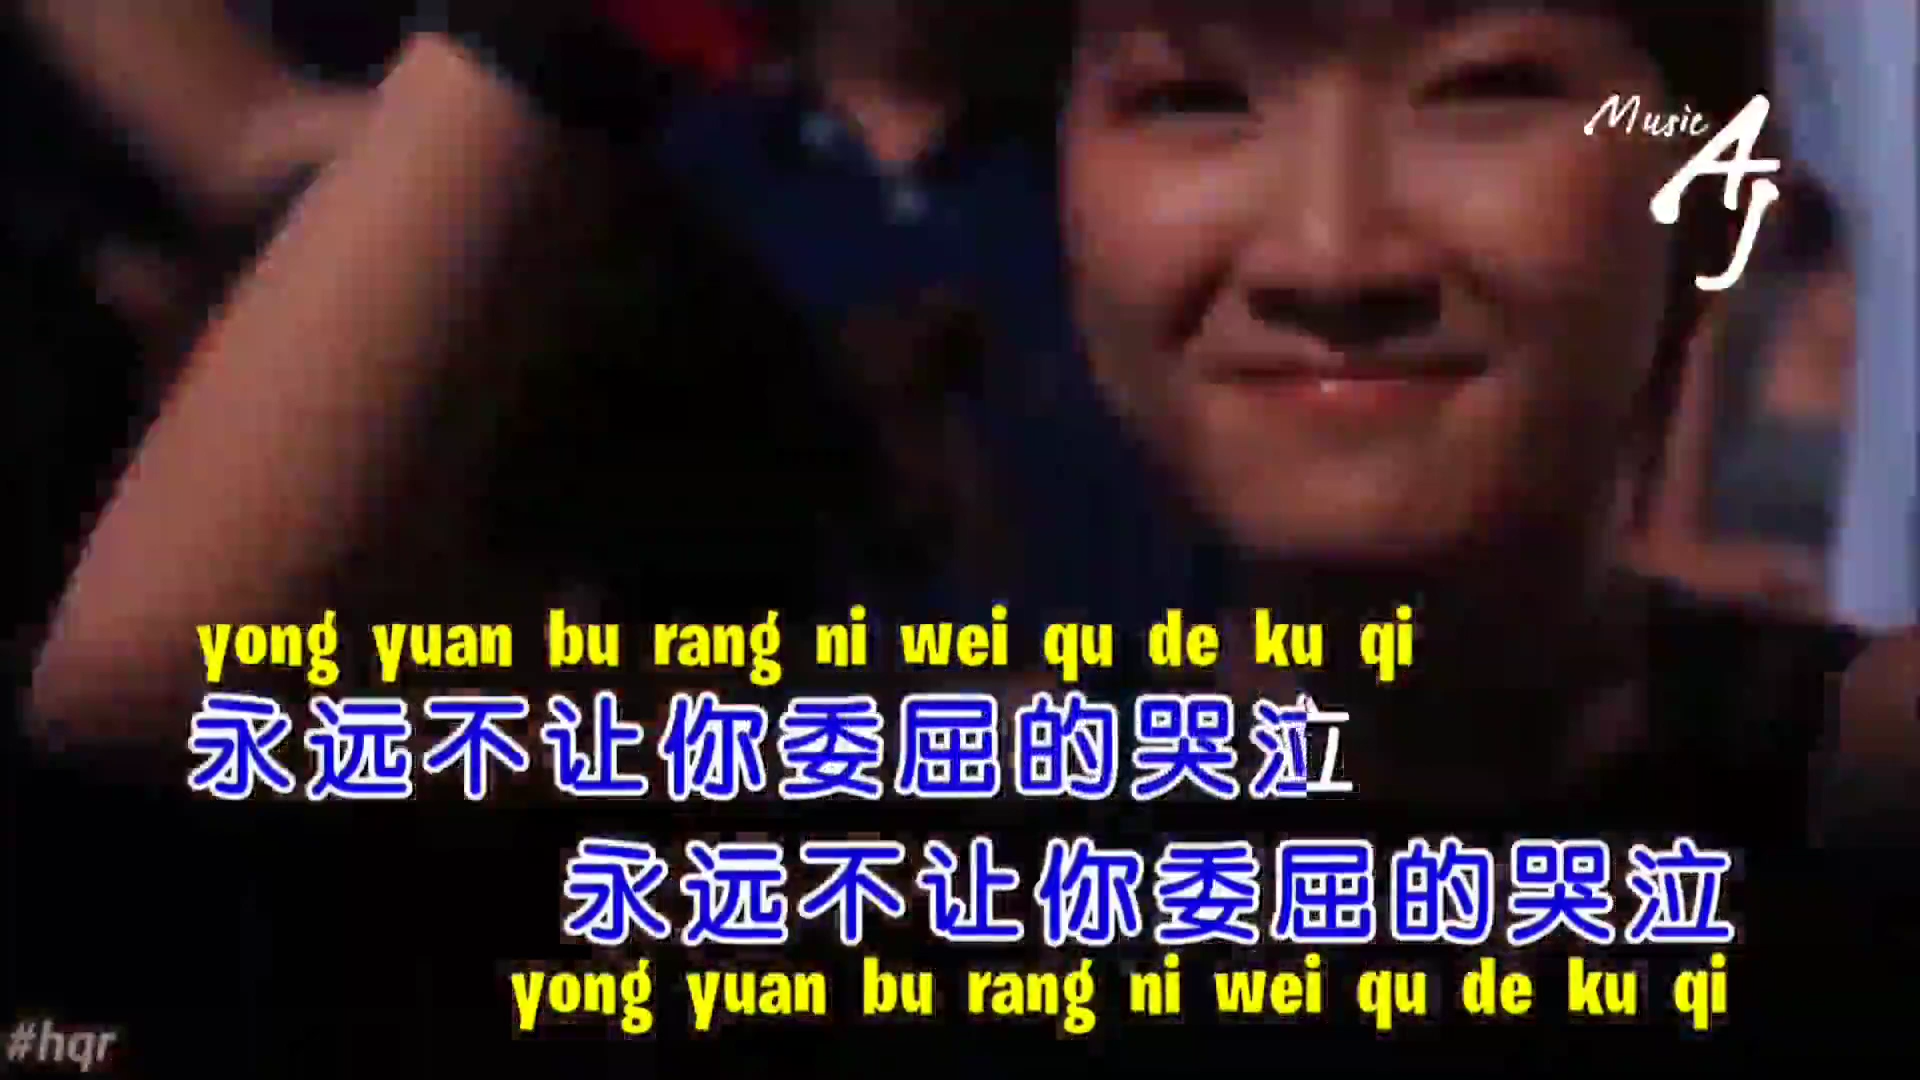 Music AJ
yong yuan bu rang ni wei qu de ku qi
永远不让你委屈的哭泣
永远不让你委屈的哭泣
yong yuan bu rang ni wei qu de ku qi
#hqr